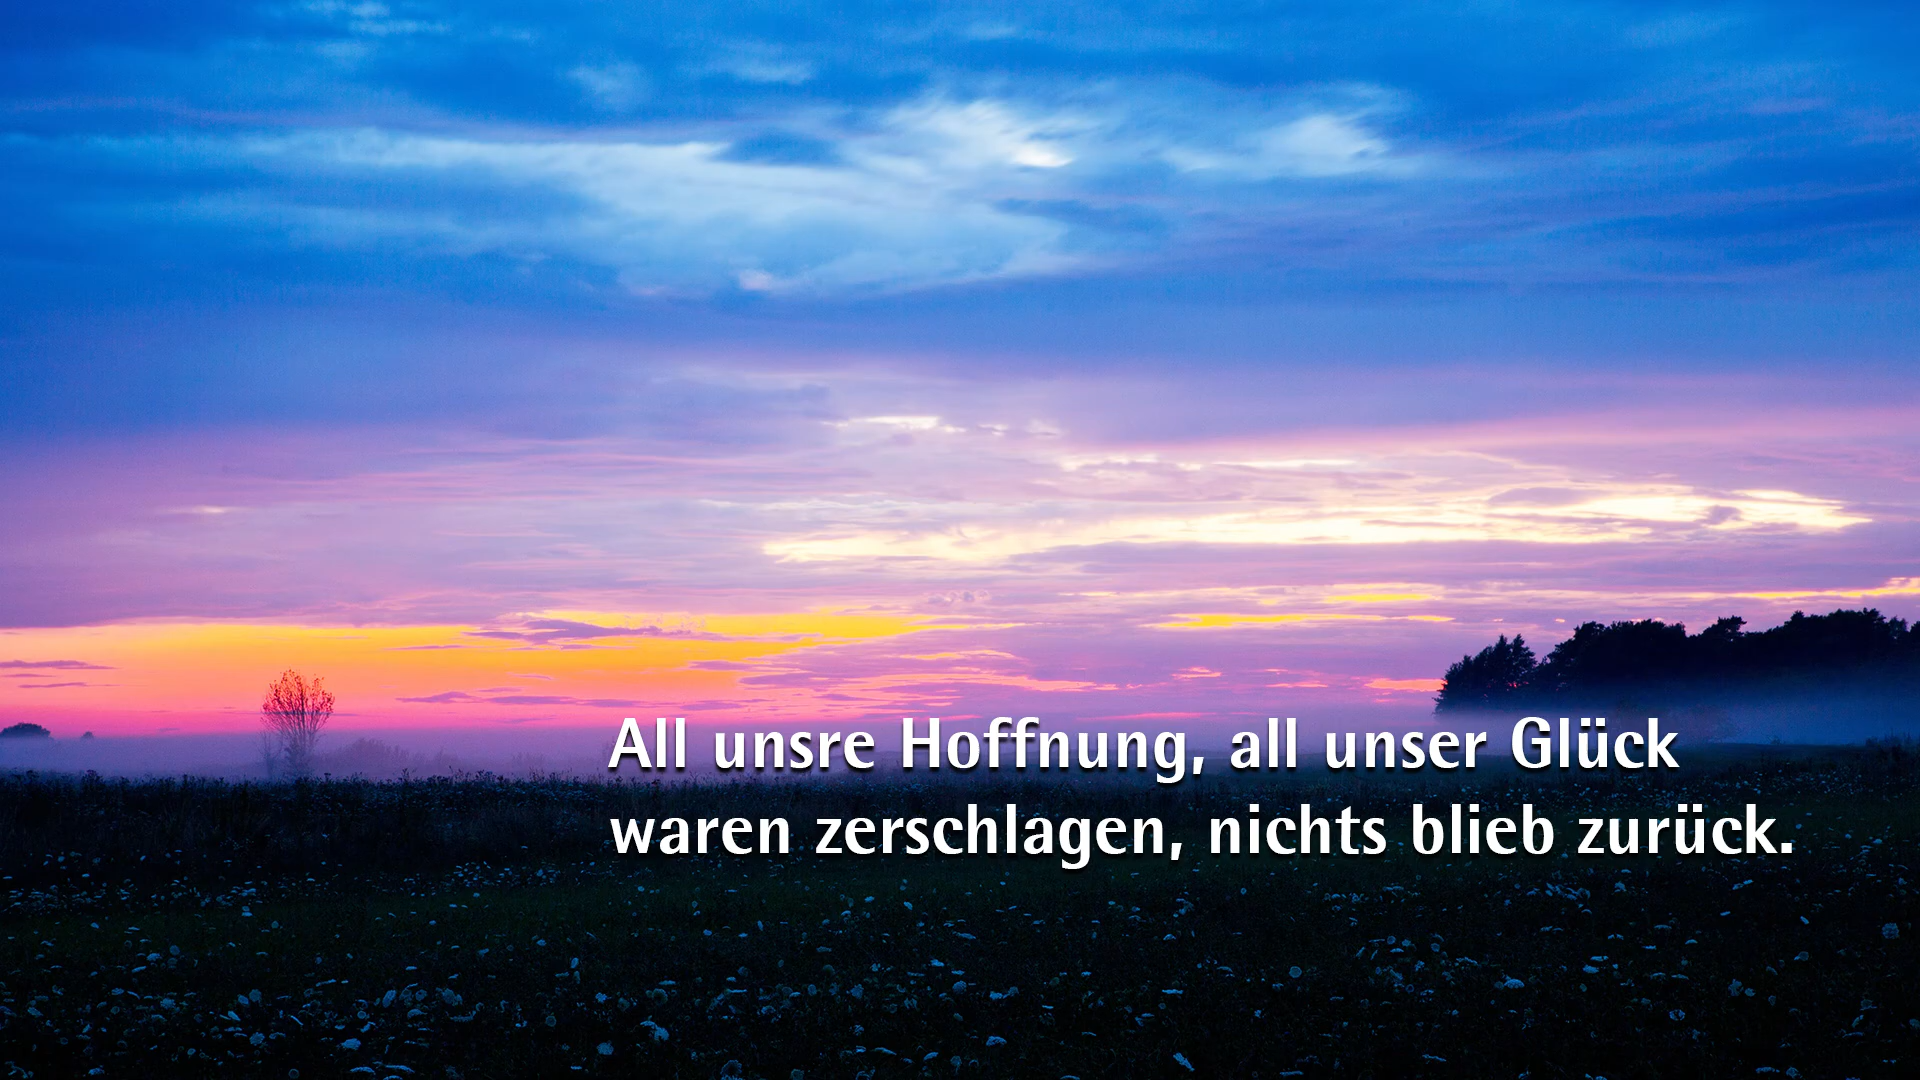 All unsre Hoffnung, all unser Glück
waren zerschlagen, nichts blieb zurück.